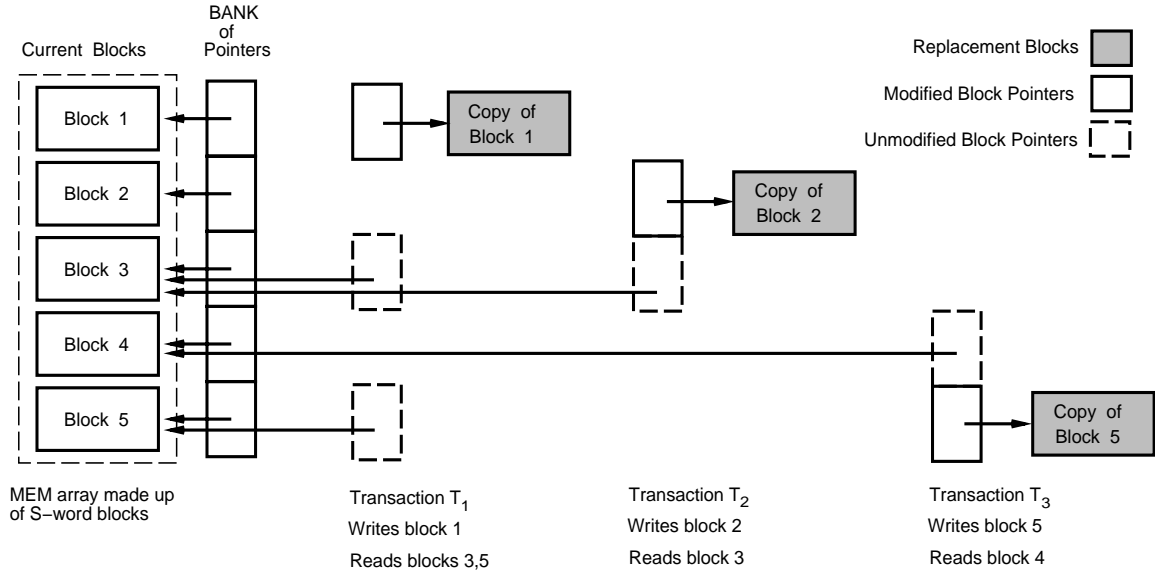 BANK
of
Pointers
Current Blocks
Block 1
Block 2
Block 3
Block 4
Block 5
MEM array made up
of S−word blocks
Copy of
Block 1
Transaction T1
Writes block 1
Reads blocks 3,5
Copy of
Block 2
Transaction T2
Writes block 2
Reads block 3
Replacement Blocks
Modified Block Pointers
Unmodified Block Pointers
Copy of
Block 5
Transaction T3
Writes block 5
Reads block 4